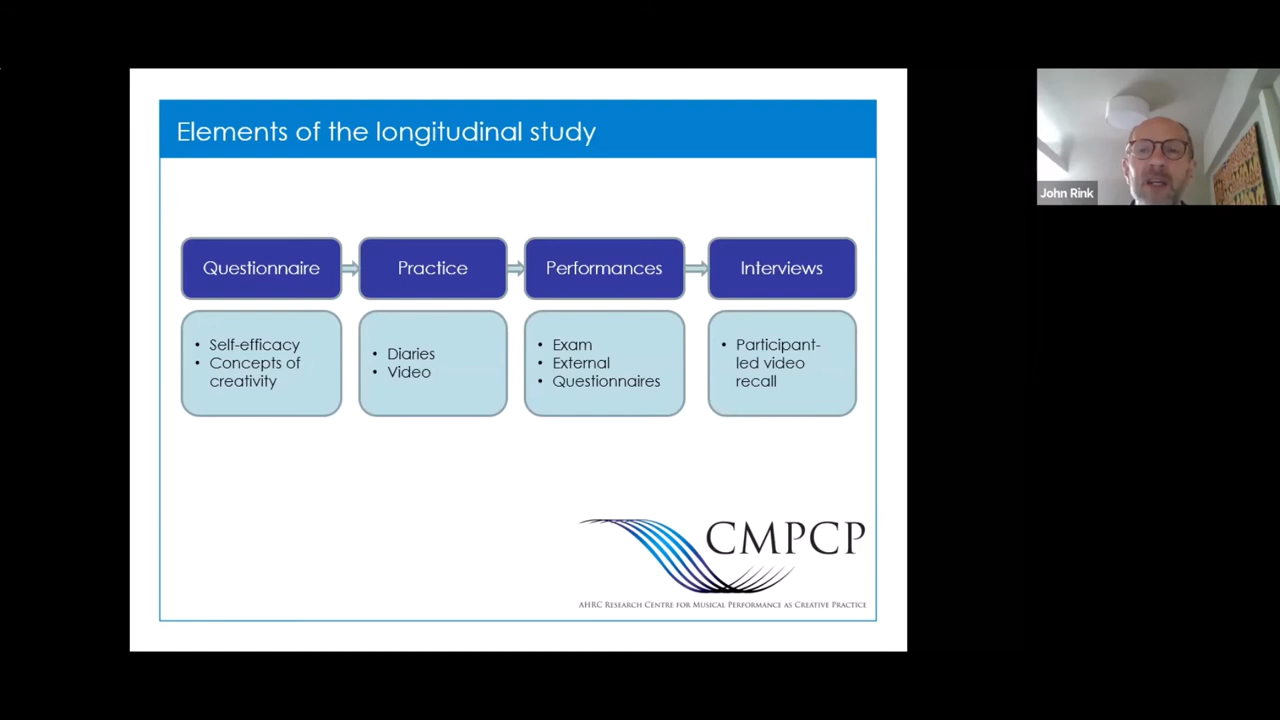 Elements of the longitudinal study
Questionnaire
Practice
Performances
Interviews
• Self-efficacy
• Concepts of
creativity
• Diaries
• Video
• Exam
• External
• Questionnaires
• Participant-
led video
recall
CMPCP
AHRC Research Centre for Musical Performance as Creative Practice
John Rink